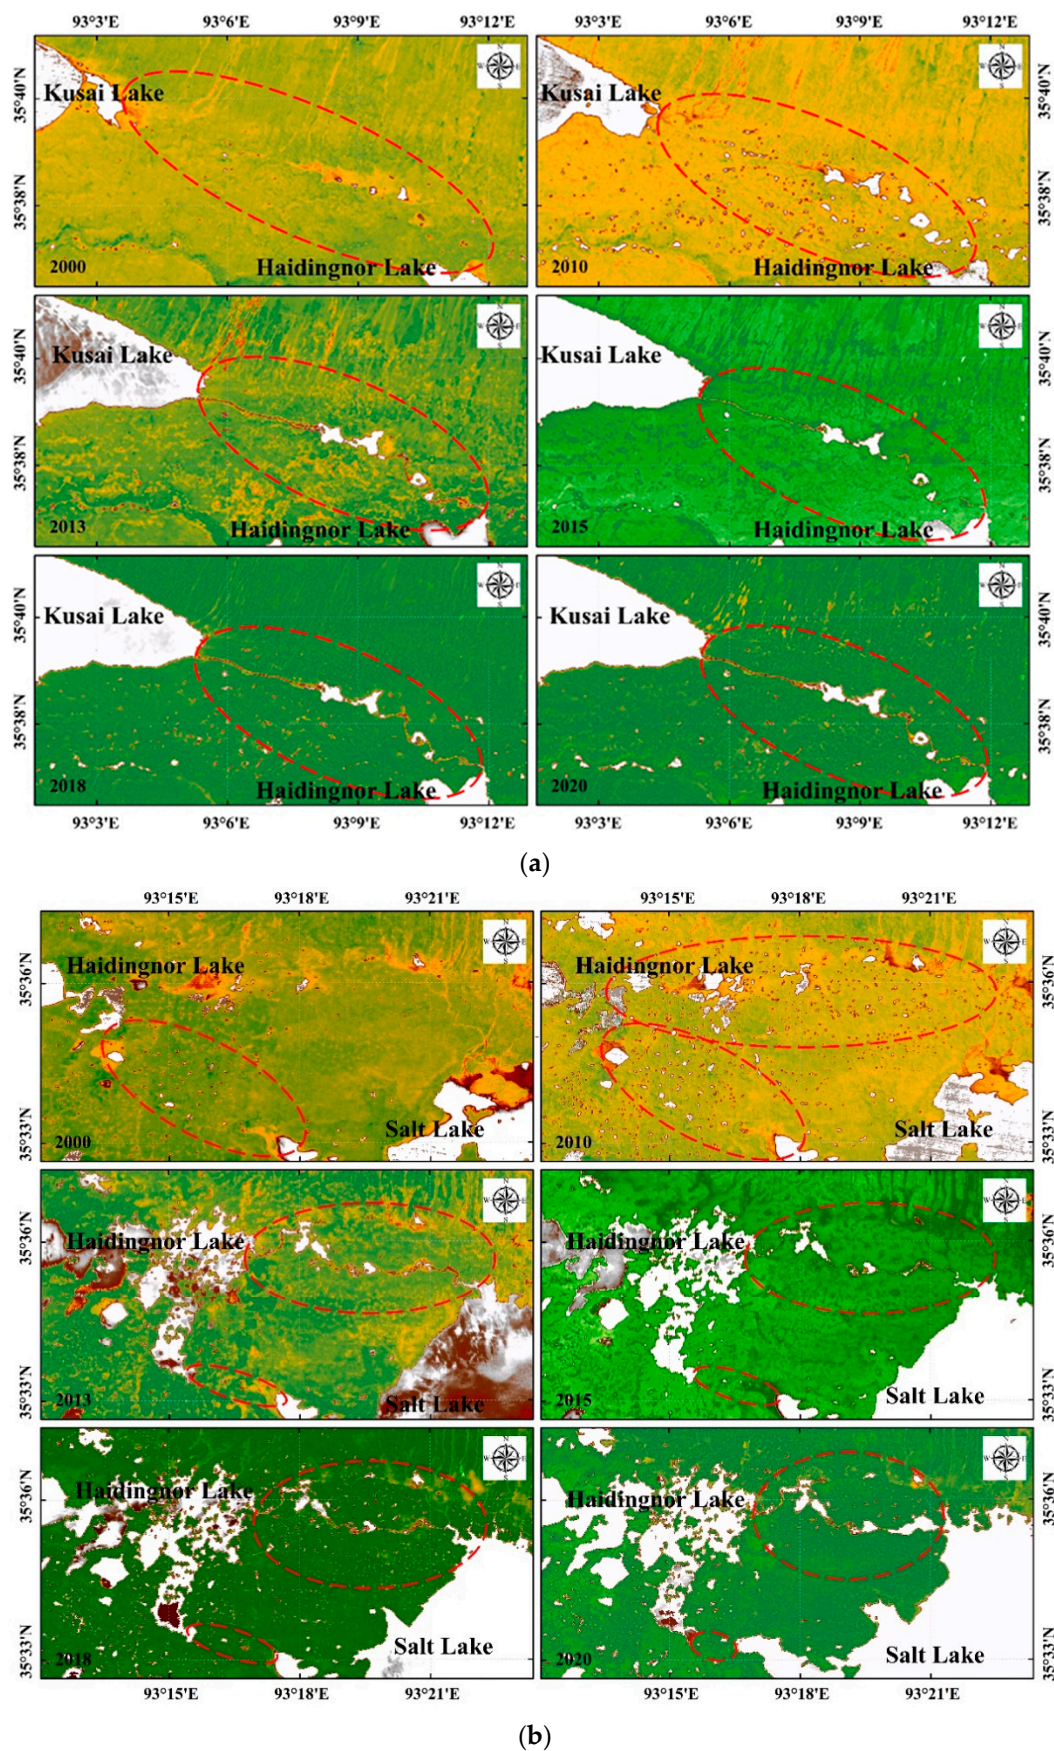 (a)
93°3'E 93°6'E 93°9'E 93°12'E 93°3'E 93°6'E 93°9'E 93°12'E
35°40'N 35°38'N
Kusai Lake
Haidingnor Lake
2000
N E S W
Kusai Lake
Haidingnor Lake
2010
N E S W
35°40'N 35°38'N
35°40'N 35°38'N
Kusai Lake
Haidingnor Lake
2013
N E S W
Kusai Lake
Haidingnor Lake
2015
N E S W
35°40'N 35°38'N
35°40'N 35°38'N
Kusai Lake
Haidingnor Lake
2018
N E S W
Kusai Lake
Haidingnor Lake
2020
N E S W
35°40'N 35°38'N
93°3'E 93°6'E 93°9'E 93°12'E 93°3'E 93°6'E 93°9'E 93°12'E
(a)
93°15'E 93°18'E 93°21'E 93°15'E 93°18'E 93°21'E
35°36'N 35°33'N
Haidingnor Lake
Salt Lake
2000
N E S W
Haidingnor Lake
Salt Lake
2010
N E S W
35°36'N 35°33'N
35°36'N 35°33'N
Haidingnor Lake
Salt Lake
2013
N E S W
Haidingnor Lake
Salt Lake
2015
N E S W
35°36'N 35°33'N
35°36'N 35°33'N
Haidingnor Lake
Salt Lake
2018
N E S W
Haidingnor Lake
Salt Lake
2020
N E S W
35°36'N 35°33'N
93°15'E 93°18'E 93°21'E 93°15'E 93°18'E 93°21'E
(b)